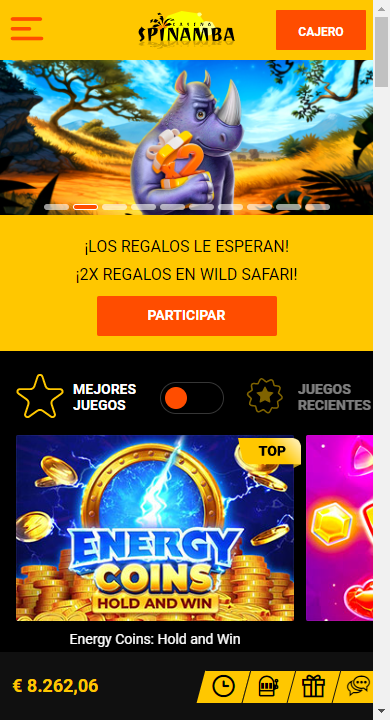 CASINO
SPINAMBA
CAJERO
x2
¡LOS REGALOS LE ESPERAN!
¡2X REGALOS EN WILD SAFARI!
PARTICIPAR
MEJORES
JUEGOS
JUEGOS
RECIENTES
TOP
ENERGY
COINS
HOLD AND WIN
Energy Coins: Hold and Win
€ 8.262,06